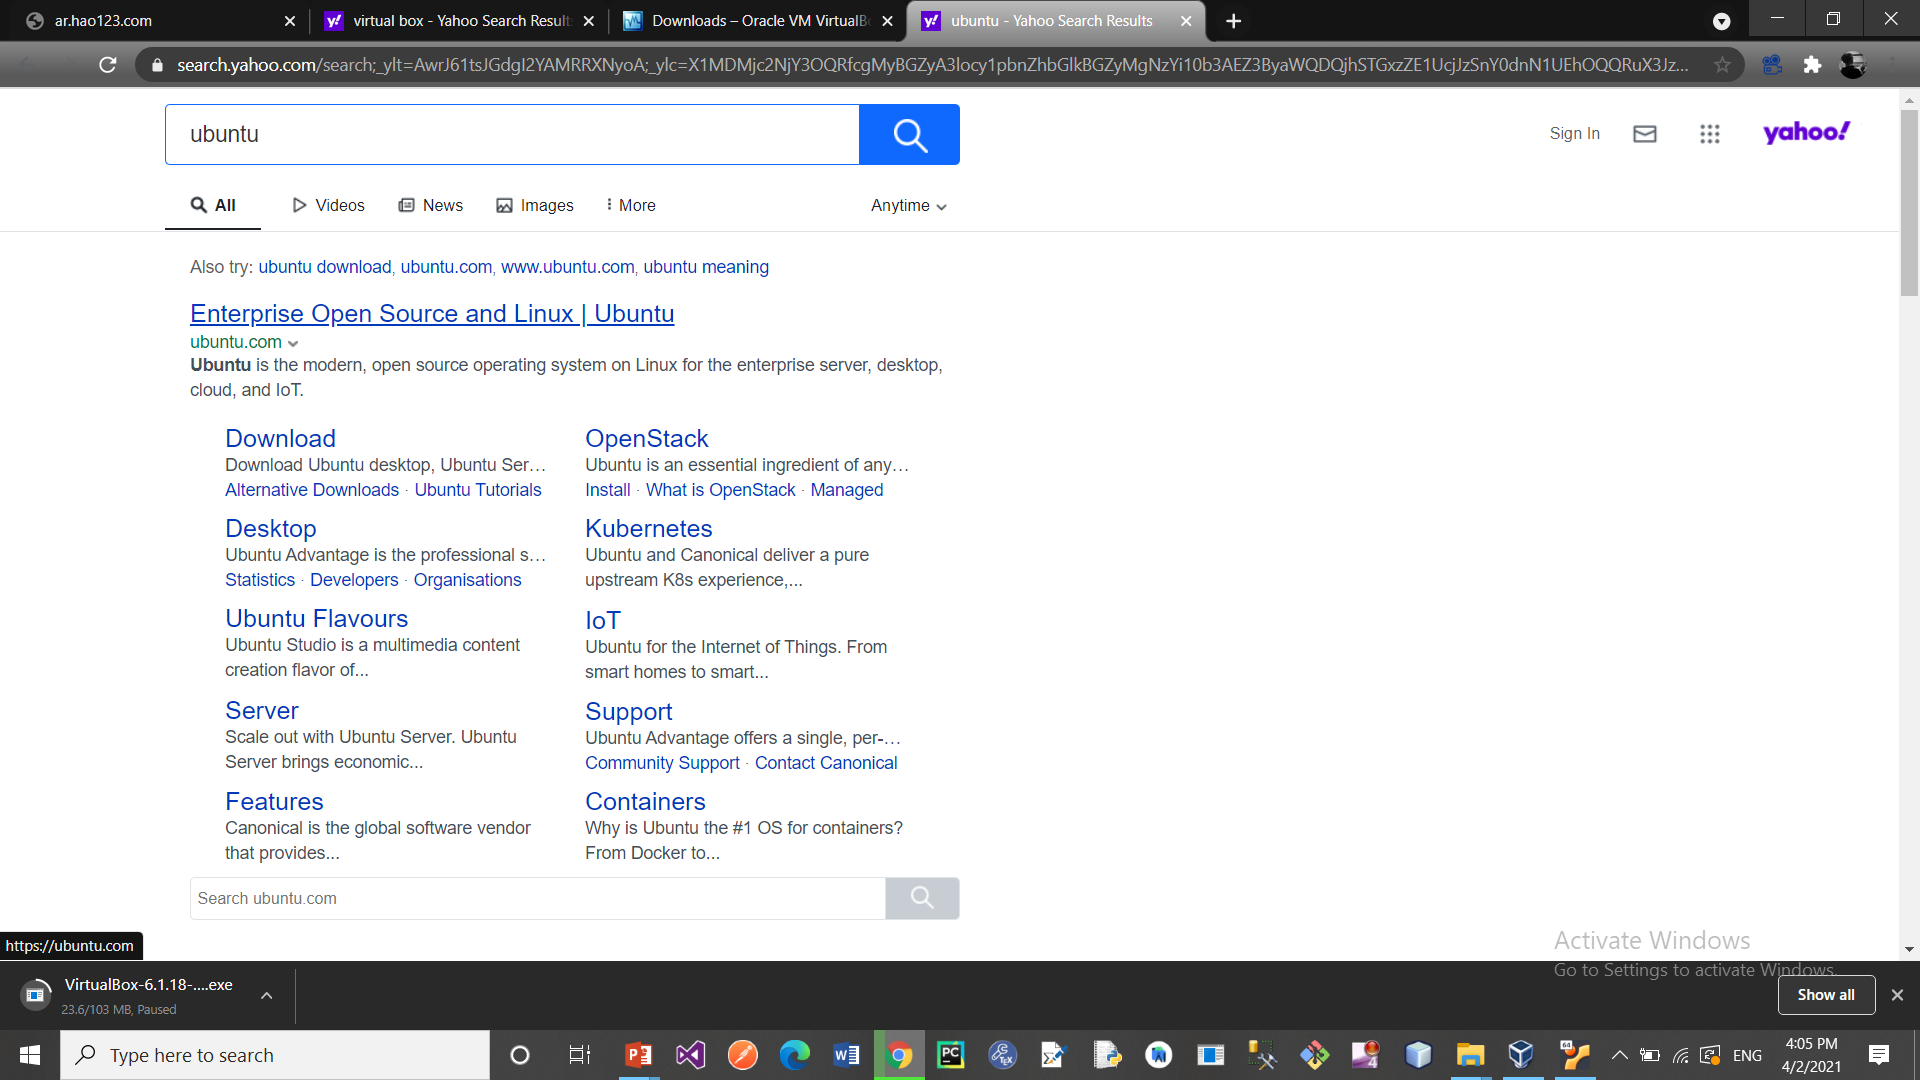 ar.hao123.com
virtual box - Yahoo Search Result
Downloads – Oracle VM VirtualB
ubuntu - Yahoo Search Results
search.yahoo.com/search;_ylt=AwrJ61tsJGdgI2YAMRRXNyoA;_ylc=X1MDMjc2NjY3OQRfcgMyBGZyA3locy1pbnZhbGlkBGZyMgNzYi10b3AEZ3ByaWQDQjhSTGxzZE1UcjJzSnY0dnN1UEhOQQRuX3Jz...
ubuntu
Sign In
yahoo!
All
Videos
News
Images
More
Anytime
Also try: ubuntu download, ubuntu.com, www.ubuntu.com, ubuntu meaning
Enterprise Open Source and Linux | Ubuntu
ubuntu.com
Ubuntu is the modern, open source operating system on Linux for the enterprise server, desktop,
cloud, and IoT.
Download
Download Ubuntu desktop, Ubuntu Ser...
Alternative Downloads · Ubuntu Tutorials
Desktop
Ubuntu Advantage is the professional s...
Statistics · Developers · Organisations
Ubuntu Flavours
Ubuntu Studio is a multimedia content
creation flavor of...
Server
Scale out with Ubuntu Server. Ubuntu
Server brings economic...
Features
Canonical is the global software vendor
that provides...
OpenStack
Ubuntu is an essential ingredient of any...
Install · What is OpenStack · Managed
Kubernetes
Ubuntu and Canonical deliver a pure
upstream K8s experience,...
IoT
Ubuntu for the Internet of Things. From
smart homes to smart...
Support
Ubuntu Advantage offers a single, per-...
Community Support · Contact Canonical
Containers
Why is Ubuntu the #1 OS for containers?
From Docker to...
Search ubuntu.com
https://ubuntu.com
Activate Windows
Go to Settings to activate Windows.
VirtualBox-6.1.18-....exe
23.6/103 MB, Paused
Show all
Type here to search
ENG
4:05 PM
4/2/2021